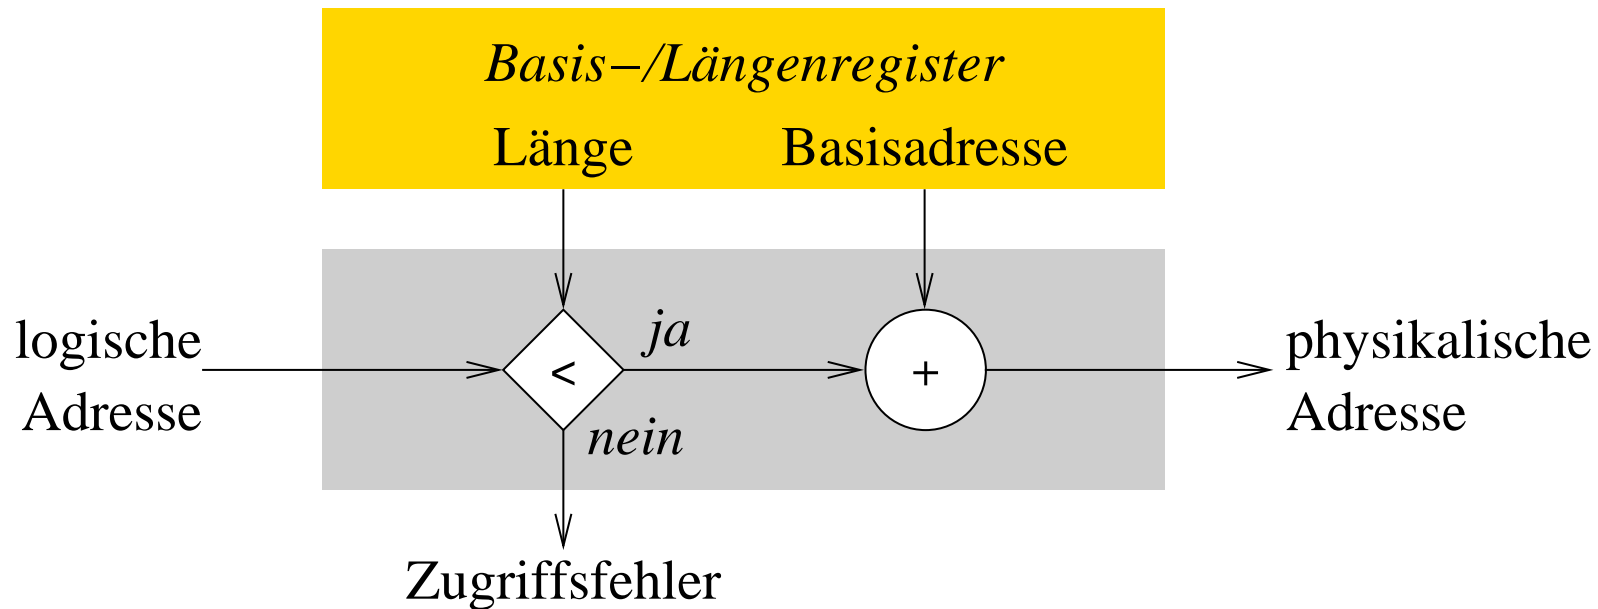 Basis−/Längenregister
Länge Basisadresse
logische
Adresse
<
ja
nein
+
physikalische
Adresse
Zugriffsfehler